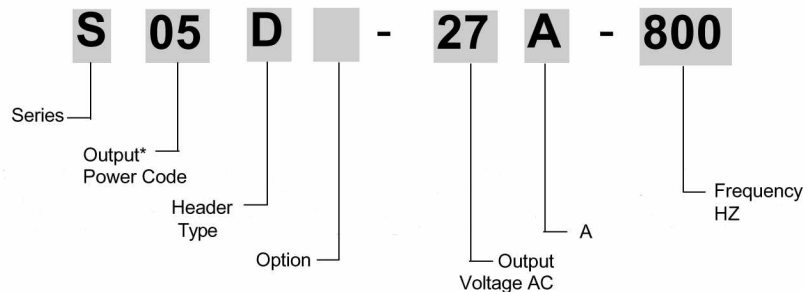 S 05 D - 27 A - 800
Series
Output*
Power Code
Header
Type
Option
Output
Voltage AC
A
Frequency
HZ